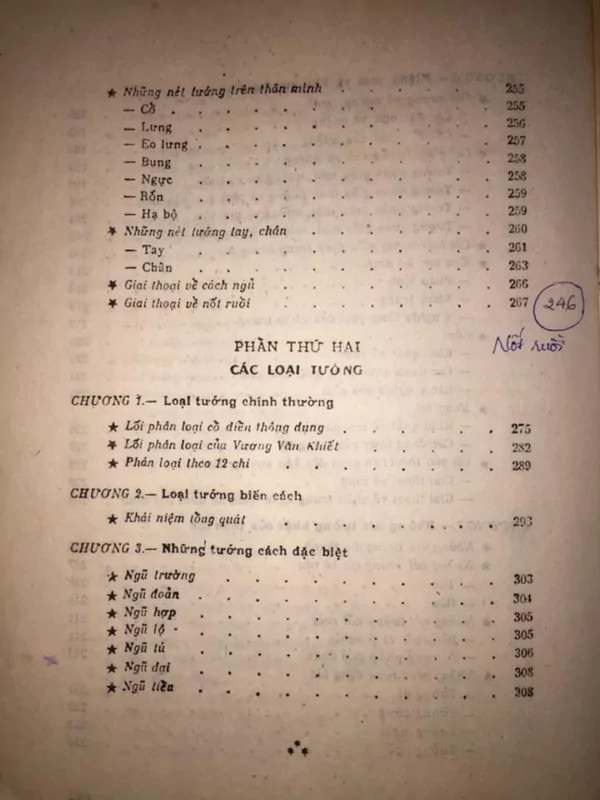 ★ Những nét tướng trên thân mình . . . . . 255
— Cổ . . . . . . . . . 255
— Lưng . . . . . . . . 256
— Eo lưng . . . . . . . . 257
— Bụng . . . . . . . . 258
— Ngực . . . . . . . . 258
— Rốn . . . . . . . . 259
— Hạ bộ . . . . . . . . 259
★ Những nét tướng tay, chân . . . . . . 260
— Tay . . . . . . . . 261
— Chân . . . . . . . . 263
★ Giai thoại về cách ngủ . . . . . . 266
★ Giai thoại về nốt ruồi . . . . . . 267
246
Nốt ruồi
PHẦN THỨ HAI
CÁC LOẠI TƯỚNG
CHƯƠNG 1.— Loại tướng chính thường
★ Lối phân loại cổ điển thông dụng . . . . . 275
★ Lối phân loại của Vương Văn Khiết . . . . 282
★ Phân loại theo 12 chi . . . . . . 289
CHƯƠNG 2.— Loại tướng biến cách
★ Khái niệm tổng quát . . . . . . 293
CHƯƠNG 3.— Những tướng cách đặc biệt
★ Ngũ trường . . . . . . . . 303
★ Ngũ đoản . . . . . . . . 304
★ Ngũ hợp . . . . . . . . 305
★ Ngũ lộ . . . . . . . . 305
★ Ngũ tú . . . . . . . . 306
★ Ngũ đại . . . . . . . . 308
★ Ngũ tiểu . . . . . . . . 308